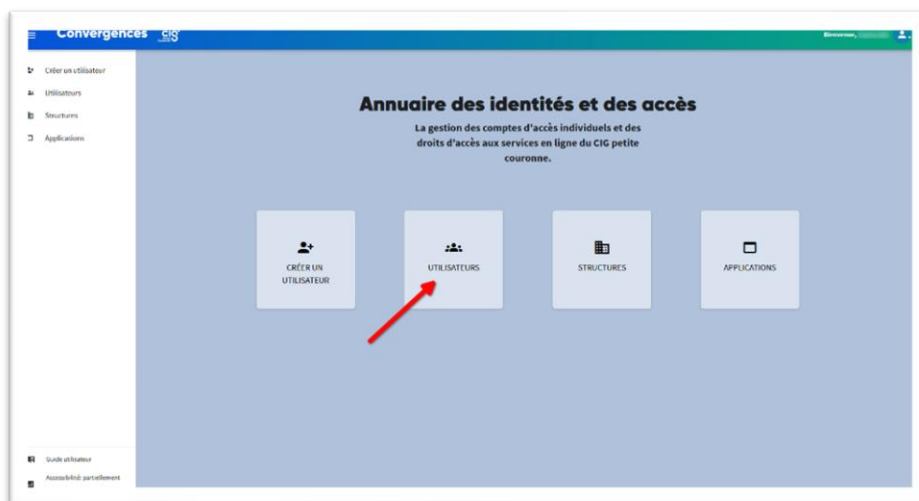 Convergences cig
Bienvenue,
Créer un utilisateur
Utilisateurs
Structures
Applications
Annuaire des identités et des accès
La gestion des comptes d'accès individuels et des
droits d'accès aux services en ligne du CIG petite
couronne.
CRÉER UN
UTILISATEUR
UTILISATEURS
STRUCTURES
APPLICATIONS
Guide utilisateur
Accessibilité: partiellement